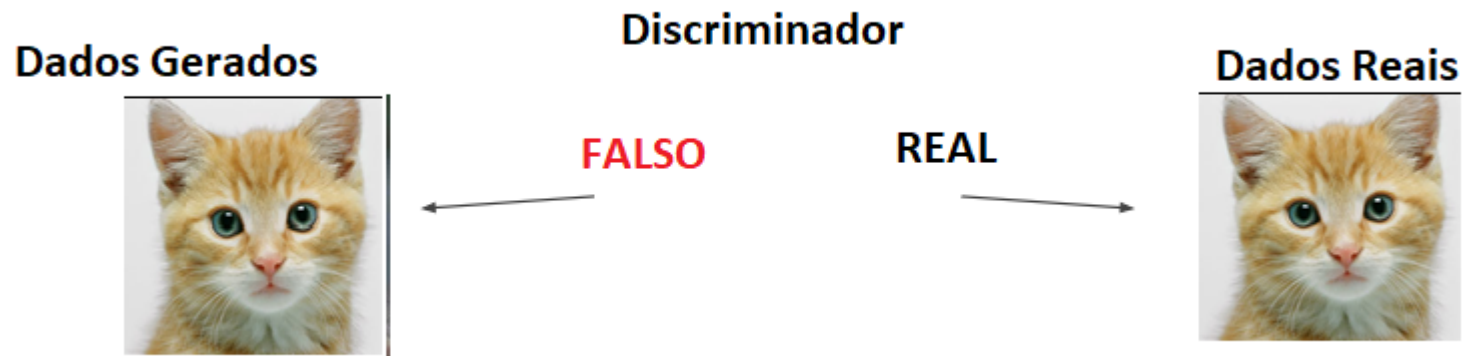 Discriminador
Dados Gerados
Dados Reais
FALSO
REAL